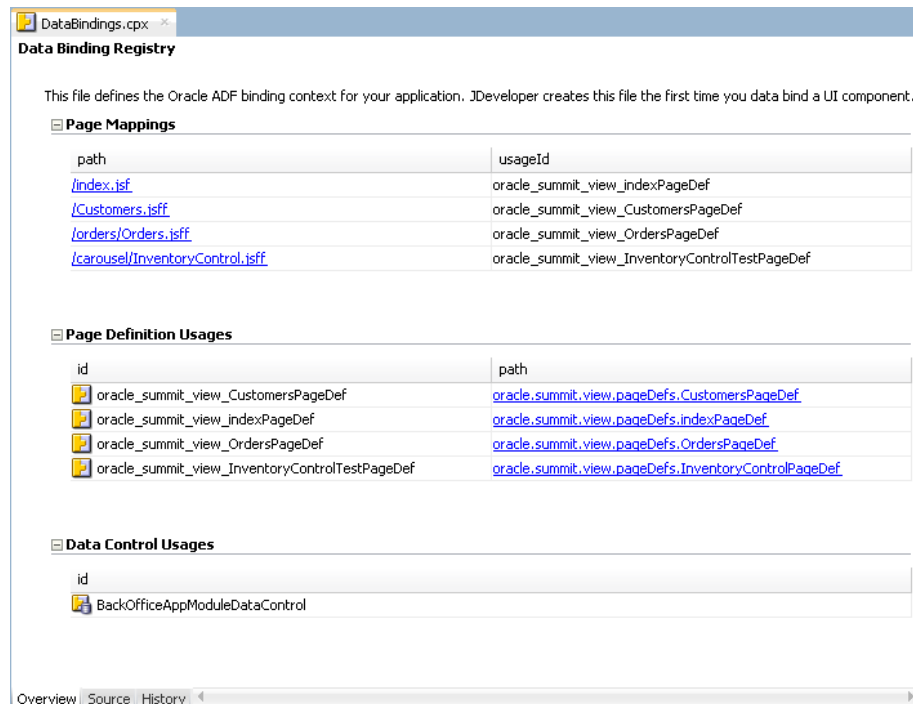 DataBindings.cpx
Data Binding Registry
This file defines the Oracle ADF binding context for your application. JDeveloper creates this file the first time you data bind a UI component.
Page Mappings
path usageId
/index.jsf oracle_summit_view_indexPageDef
/Customers.jsff oracle_summit_view_CustomersPageDef
/orders/Orders.jsff oracle_summit_view_OrdersPageDef
/carousel/InventoryControl.jsff oracle_summit_view_InventoryControlTestPageDef
Page Definition Usages
id path
oracle_summit_view_CustomersPageDef oracle.summit.view.pageDefs.CustomersPageDef
oracle_summit_view_indexPageDef oracle.summit.view.pageDefs.indexPageDef
oracle_summit_view_OrdersPageDef oracle.summit.view.pageDefs.OrdersPageDef
oracle_summit_view_InventoryControlTestPageDef oracle.summit.view.pageDefs.InventoryControlPageDef
Data Control Usages
id
BackOfficeAppModuleDataControl
Overview Source History